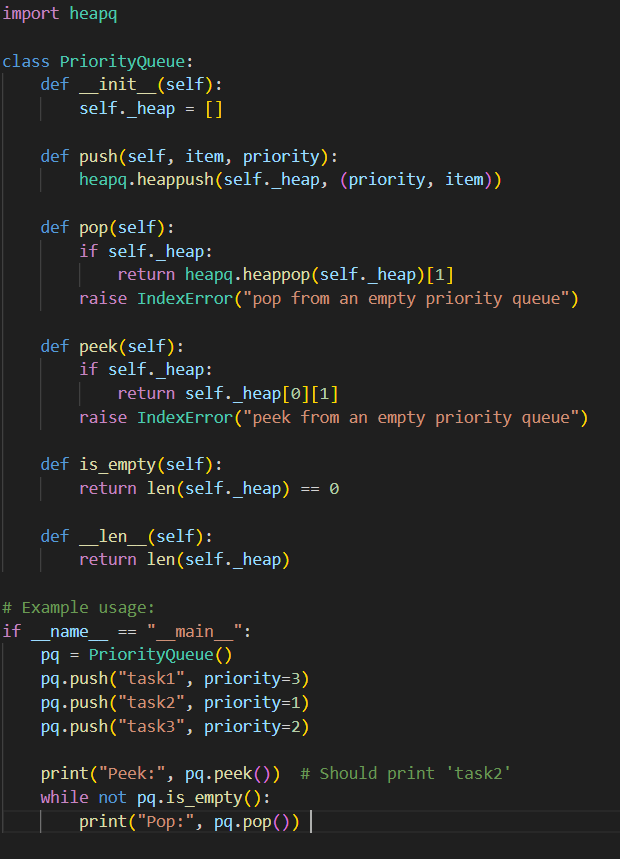 import heapq
class PriorityQueue:
    def __init__(self):
        self._heap = []
    def push(self, item, priority):
        heapq.heappush(self._heap, (priority, item))
    def pop(self):
        if self._heap:
            return heapq.heappop(self._heap)[1]
        raise IndexError("pop from an empty priority queue")
    def peek(self):
        if self._heap:
            return self._heap[0][1]
        raise IndexError("peek from an empty priority queue")
    def is_empty(self):
        return len(self._heap) == 0
    def __len__(self):
        return len(self._heap)
# Example usage:
if __name__ == "__main__":
    pq = PriorityQueue()
    pq.push("task1", priority=3)
    pq.push("task2", priority=1)
    pq.push("task3", priority=2)
    print("Peek:", pq.peek())  # Should print 'task2'
    while not pq.is_empty():
        print("Pop:", pq.pop())